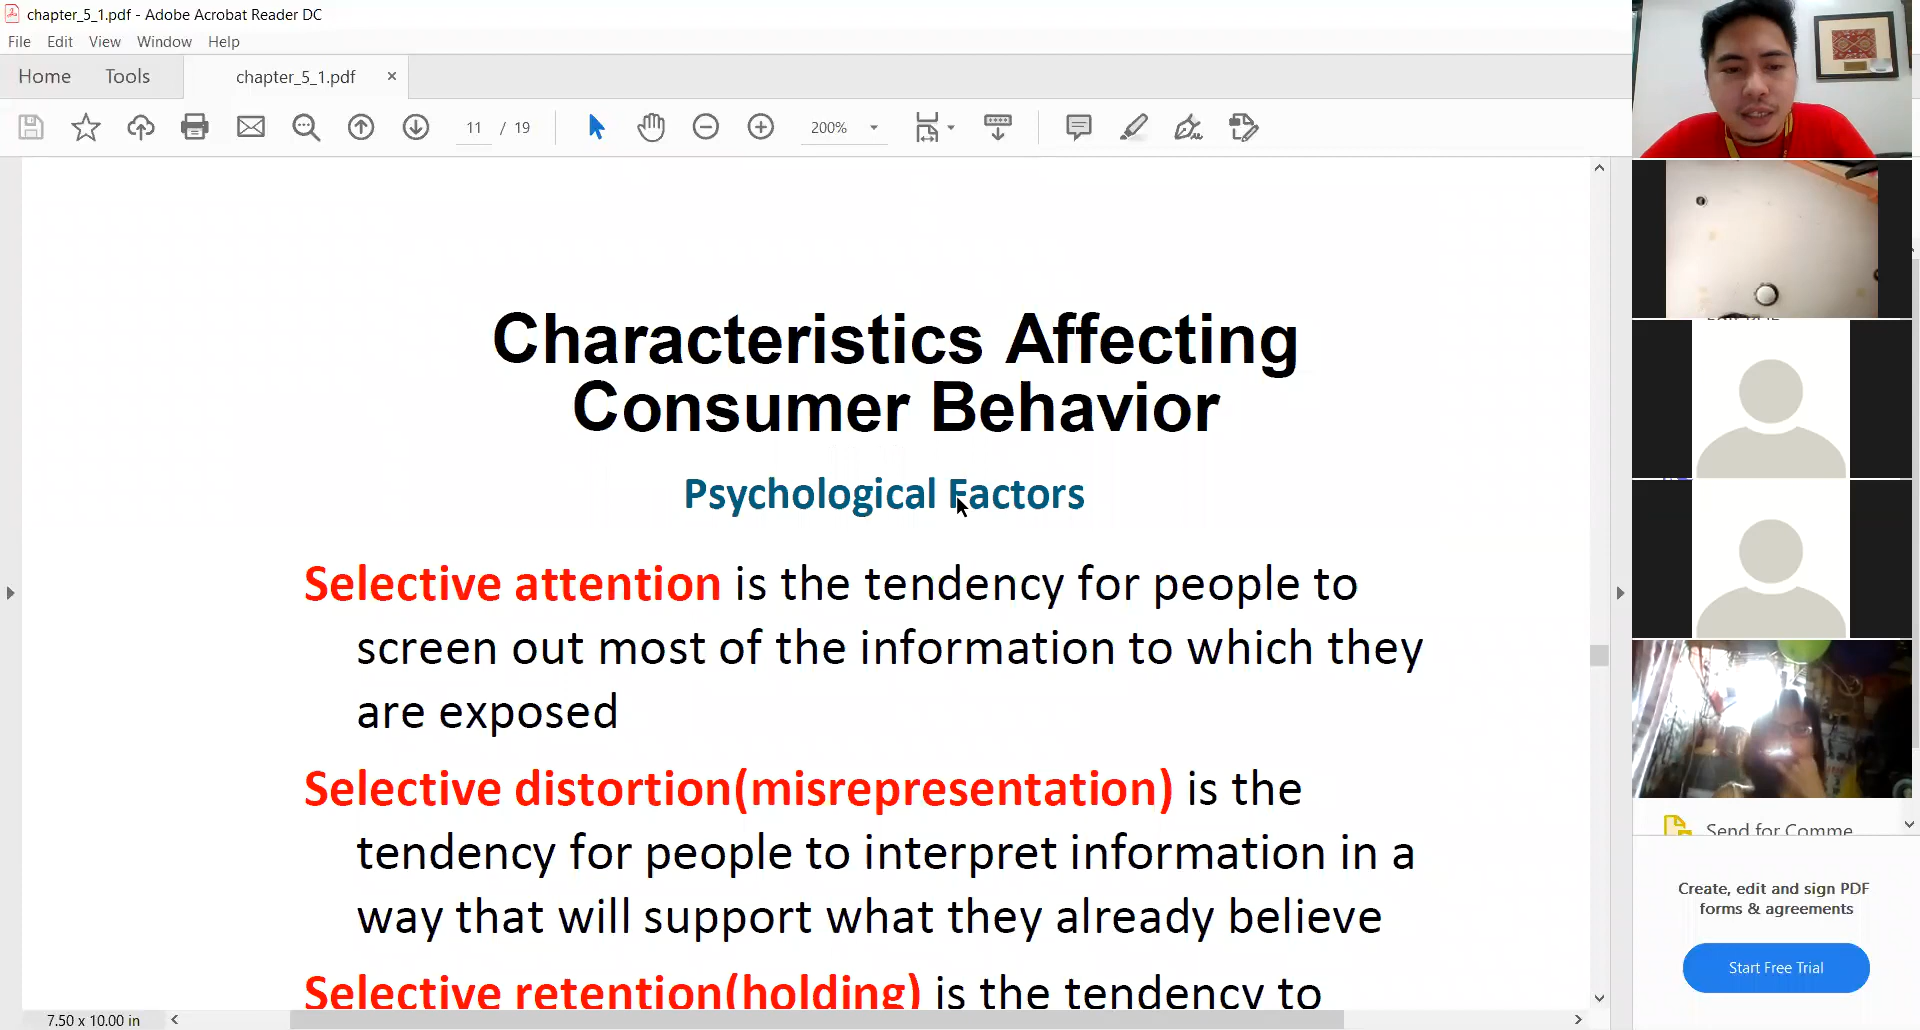 chapter_5_1.pdf - Adobe Acrobat Reader DC
File Edit View Window Help
Home Tools chapter_5_1.pdf ×
11 / 19 200%
Characteristics Affecting
Consumer Behavior
Psychological Factors
Selective attention is the tendency for people to
screen out most of the information to which they
are exposed
Selective distortion(misrepresentation) is the
tendency for people to interpret information in a
way that will support what they already believe
Selective retention(holding) is the tendency to
7.50 x 10.00 in
Send for Comme
Create, edit and sign PDF
forms & agreements
Start Free Trial